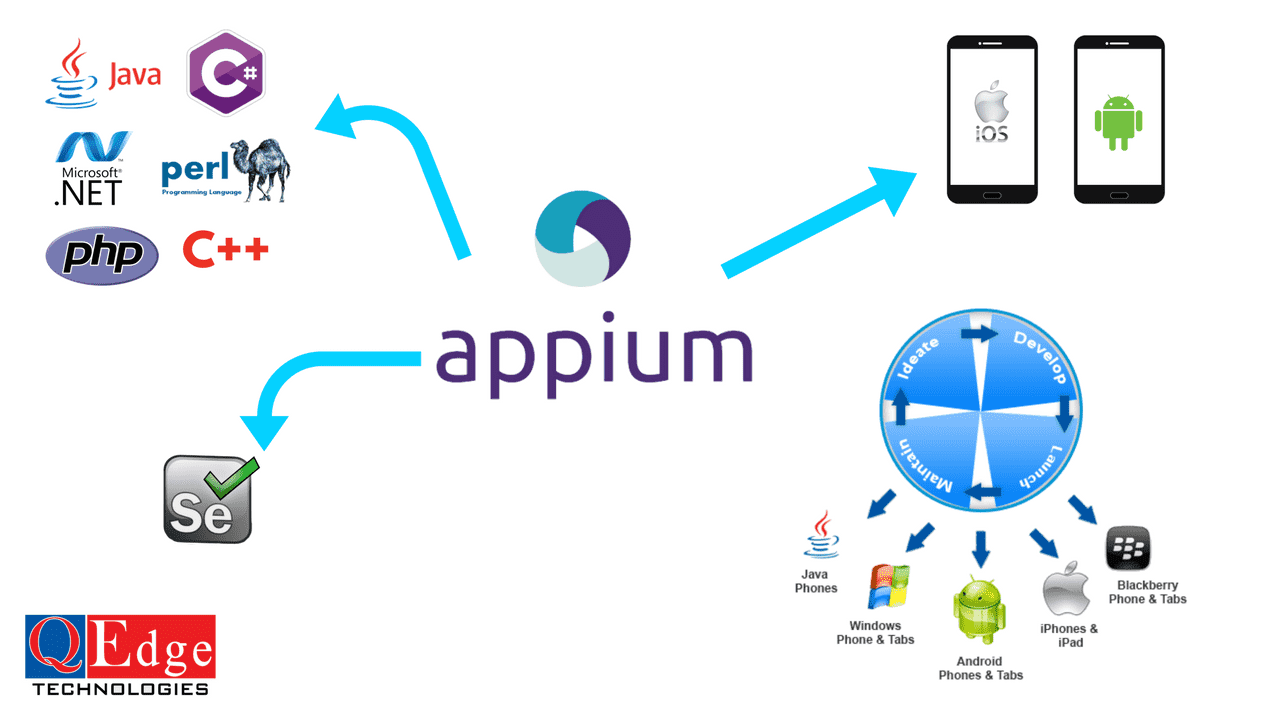 Java
C#
Microsoft®
.NET
perl
Programming Language
php
C++
iOS
appium
Ideate
Develop
Launch
Maintain
Se
Java
Phones
Windows
Phone & Tabs
Android
Phones & Tabs
iPhones &
iPad
Blackberry
Phone & Tabs
QEdge
TECHNOLOGIES